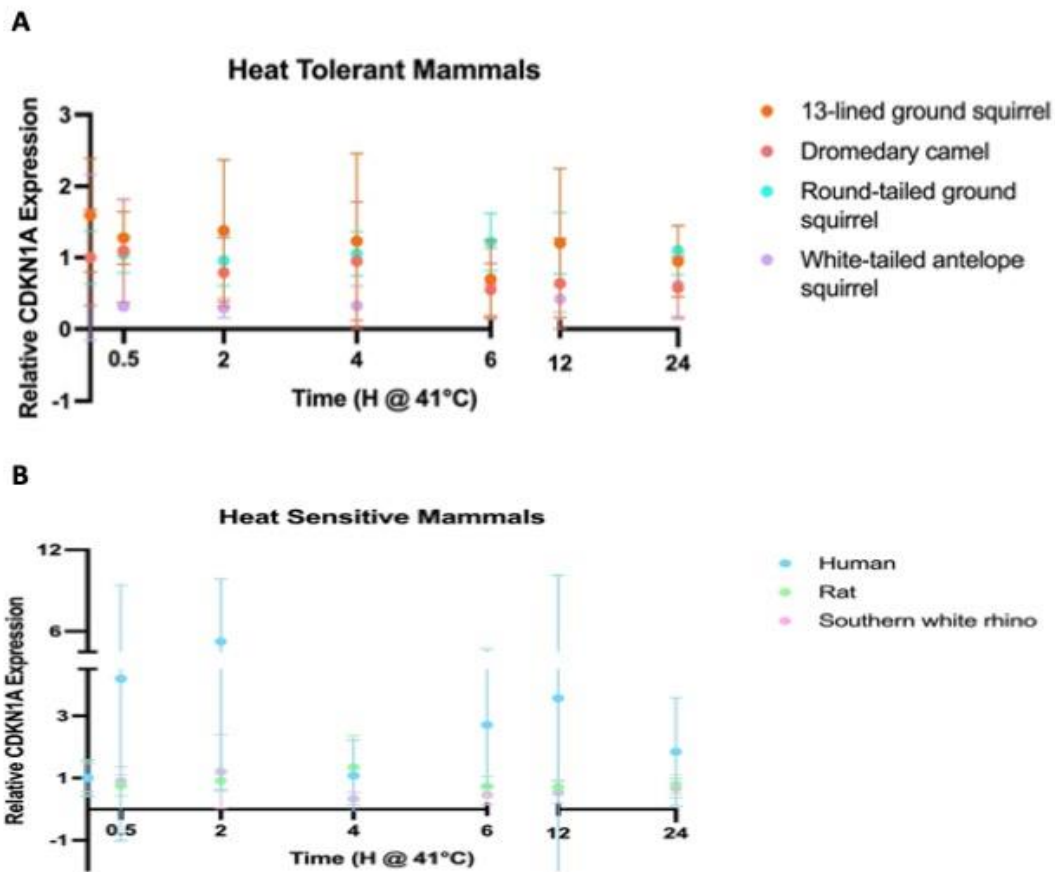 A
Heat Tolerant Mammals
Relative CDKN1A Expression
3
2
1
0
-1
0.5 2 4 6 12 24
Time (H @ 41°C)
13-lined ground squirrel
Dromedary camel
Round-tailed ground
squirrel
White-tailed antelope
squirrel
B
Heat Sensitive Mammals
Relative CDKN1A Expression
12
6
3
1
-1
0.5 2 4 6 12 24
Time (H @ 41°C)
Human
Rat
Southern white rhino